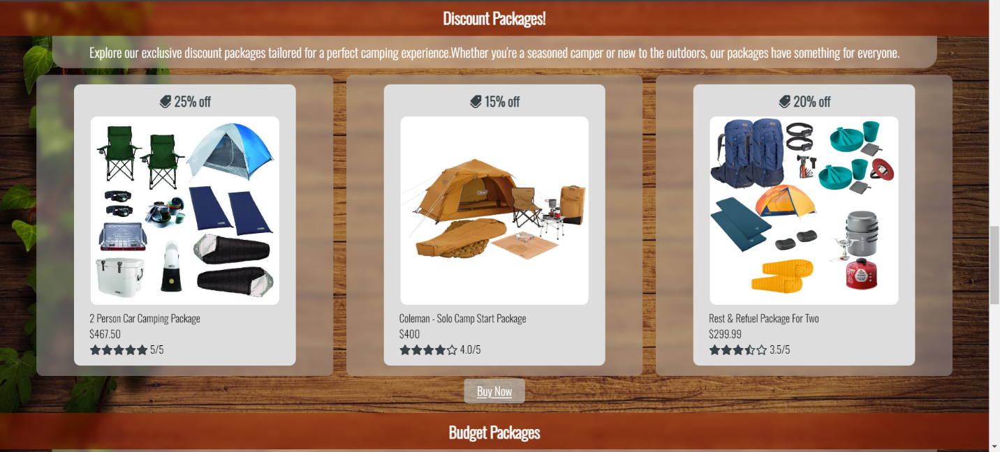 Discount Packages!
Explore our exclusive discount packages tailored for a perfect camping experience.Whether you're a seasoned camper or new to the outdoors, our packages have something for everyone.
25% off
2 Person Car Camping Package
$467.50
5/5
15% off
Coleman - Solo Camp Start Package
$400
4.0/5
20% off
Rest & Refuel Package For Two
$299.99
3.5/5
Buy Now
Budget Packages